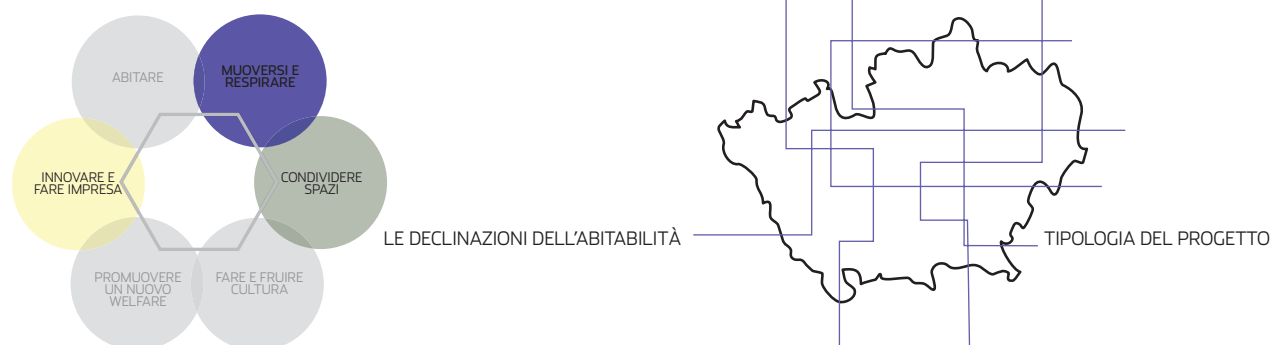 ABITARE
MUOVERSI E
RESPIRARE
INNOVARE E
FARE IMPRESA
CONDIVIDERE
SPAZI
PROMUOVERE
UN NUOVO
WELFARE
FARE E FRUIRE
CULTURA
LE DECLINAZIONI DELL'ABITABILITÀ
TIPOLOGIA DEL PROGETTO